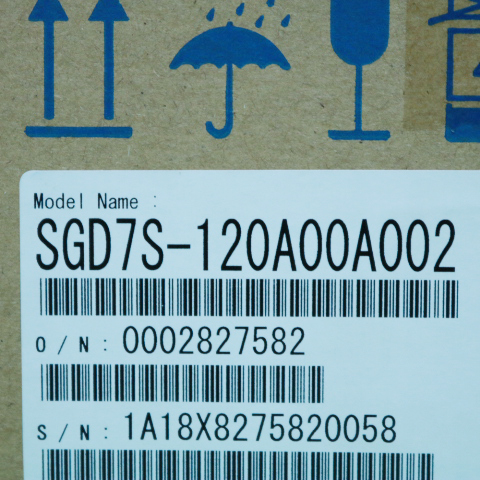 Model Name :
SGD7S-120A00A002
O/N: 0002827582
S/N: 1A18X8275820058